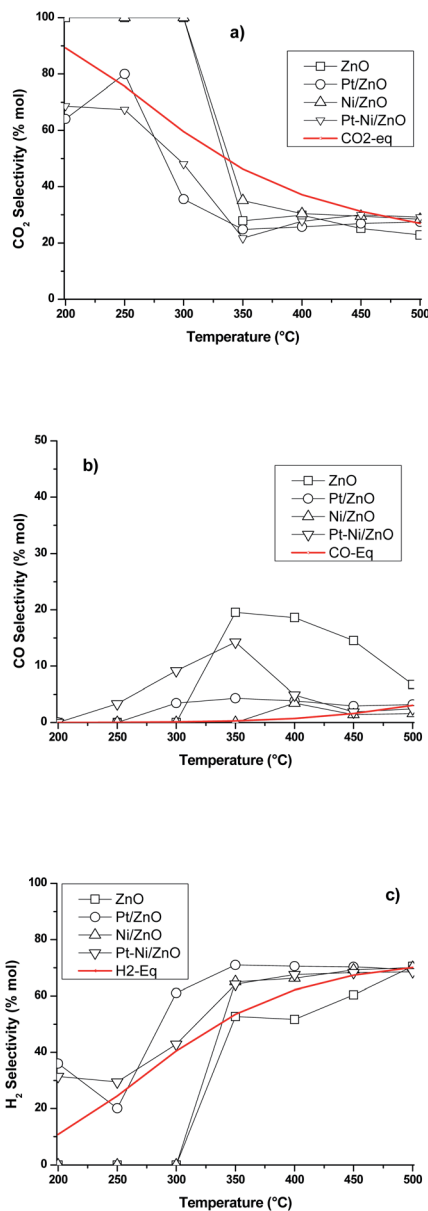 a)
ZnO
Pt/ZnO
Ni/ZnO
Pt-Ni/ZnO
CO2-eq
100
80
60
40
20
0
CO₂ Selectivity (% mol)
200 250 300 350 400 450 500
Temperature (°C)
b)
ZnO
Pt/ZnO
Ni/ZnO
Pt-Ni/ZnO
CO-Eq
50
40
30
20
10
0
CO Selectivity (% mol)
200 250 300 350 400 450 500
Temperature (°C)
c)
ZnO
Pt/ZnO
Ni/ZnO
Pt-Ni/ZnO
H2-Eq
100
80
60
40
20
0
H₂ Selectivity (% mol)
200 250 300 350 400 450 500
Temperature (°C)